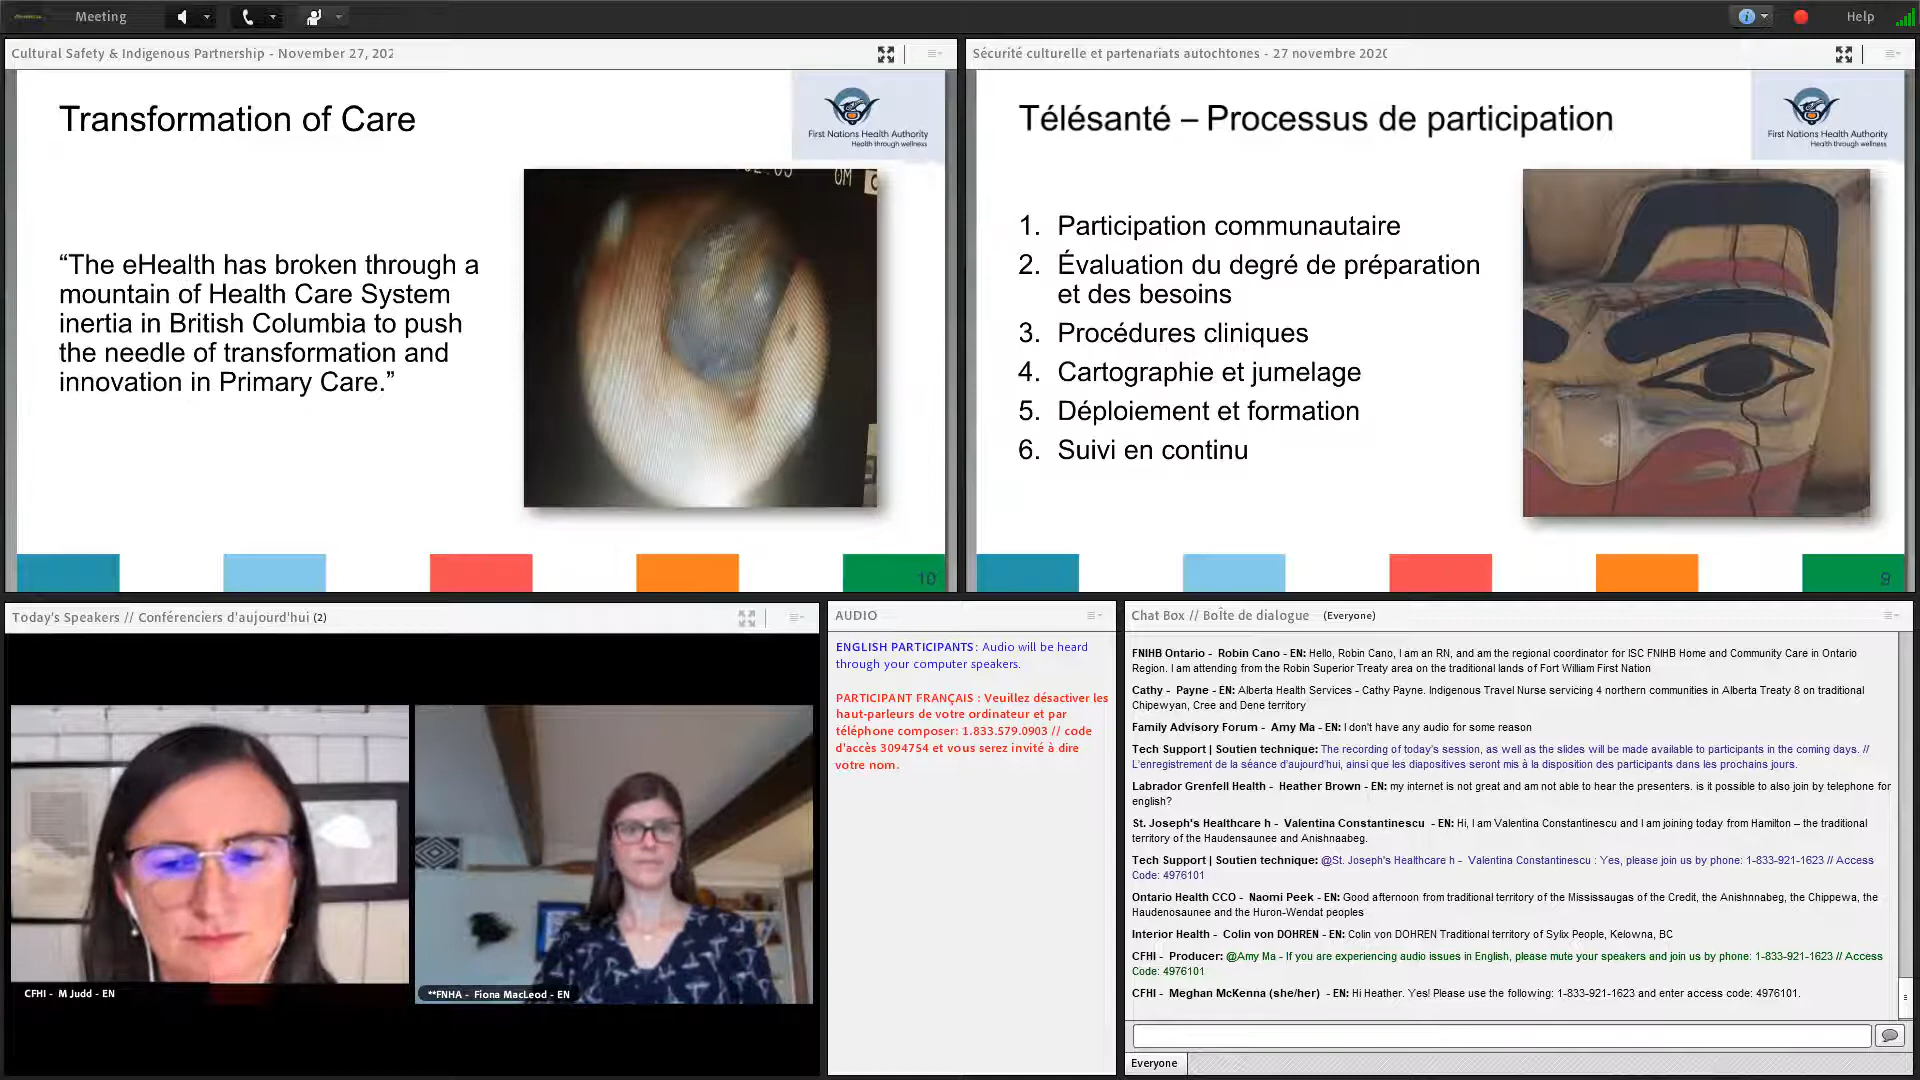 Meeting
Help
Cultural Safety & Indigenous Partnership - November 27, 202
Transformation of Care
First Nations Health Authority
Health through wellness
“The eHealth has broken through a
mountain of Health Care System
inertia in British Columbia to push
the needle of transformation and
innovation in Primary Care.”
0M
10
Sécurité culturelle et partenariats autochtones - 27 novembre 2020
Télésanté – Processus de participation
First Nations Health Authority
Health through wellness
1. Participation communautaire
2. Évaluation du degré de préparation
et des besoins
3. Procédures cliniques
4. Cartographie et jumelage
5. Déploiement et formation
6. Suivi en continu
9
Today's Speakers // Conférenciers d'aujourd'hui (2)
CFHI - M Judd - EN
**FNHA - Fiona MacLeod - EN
AUDIO
ENGLISH PARTICIPANTS: Audio will be heard
through your computer speakers.
PARTICIPANT FRANÇAIS : Veuillez désactiver les
haut-parleurs de votre ordinateur et par
téléphone composer: 1.833.579.0903 // code
d'accès 3094754 et vous serez invité à dire
votre nom.
Chat Box // Boîte de dialogue (Everyone)
FNIHB Ontario - Robin Cano - EN: Hello, Robin Cano, I am an RN, and am the regional coordinator for ISC FNIHB Home and Community Care in Ontario
Region. I am attending from the Robin Superior Treaty area on the traditional lands of Fort William First Nation
Cathy - Payne - EN: Alberta Health Services - Cathy Payne. Indigenous Travel Nurse servicing 4 northern communities in Alberta Treaty 8 on traditional
Chipewyan, Cree and Dene territory
Family Advisory Forum - Amy Ma - EN: I don't have any audio for some reason
Tech Support | Soutien technique: The recording of today's session, as well as the slides will be made available to participants in the coming days. //
L'enregistrement de la séance d'aujourd'hui, ainsi que les diapositives seront mis à la disposition des participants dans les prochains jours.
Labrador Grenfell Health - Heather Brown - EN: my internet is not great and am not able to hear the presenters. is it possible to also join by telephone for
english?
St. Joseph's Healthcare h - Valentina Constantinescu - EN: Hi, I am Valentina Constantinescu and I am joining today from Hamilton – the traditional
territory of the Haudensaunee and Anishnaabeg.
Tech Support | Soutien technique: @St. Joseph's Healthcare h - Valentina Constantinescu : Yes, please join us by phone: 1-833-921-1623 // Access
Code: 4976101
Ontario Health CCO - Naomi Peek - EN: Good afternoon from traditional territory of the Mississaugas of the Credit, the Anishnnabeg, the Chippewa, the
Haudenosaunee and the Huron-Wendat peoples
Interior Health - Colin von DOHREN - EN: Colin von DOHREN Traditional territory of Sylix People, Kelowna, BC
CFHI - Producer: @Amy Ma - If you are experiencing audio issues in English, please mute your speakers and join us by phone: 1-833-921-1623 // Access
Code: 4976101
CFHI - Meghan McKenna (she/her) - EN: Hi Heather. Yes! Please use the following: 1-833-921-1623 and enter access code: 4976101.
Everyone